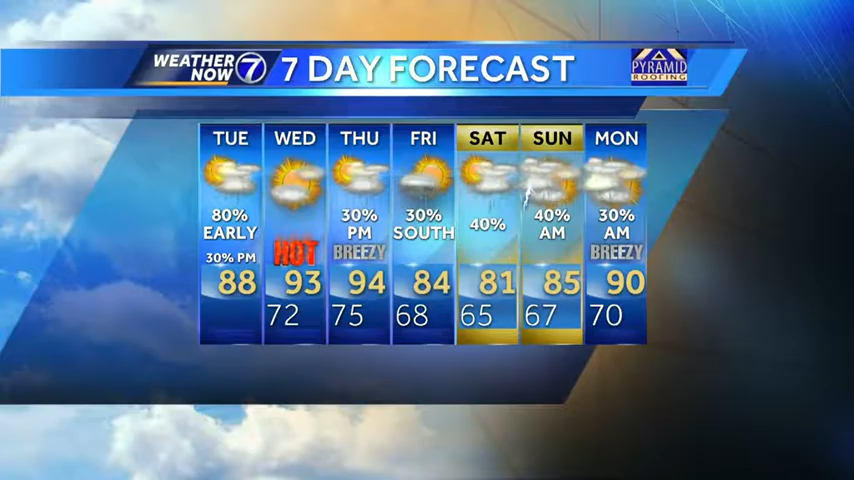 WEATHER
NOW 7
7 DAY FORECAST
PYRAMID
ROOFING
TUE WED THU FRI SAT SUN MON
80%
EARLY
30% PM
88
HOT
93
72
30%
PM
BREEZY
94
75
30%
SOUTH
84
68
40%
81
65
40%
AM
85
67
30%
AM
BREEZY
90
70